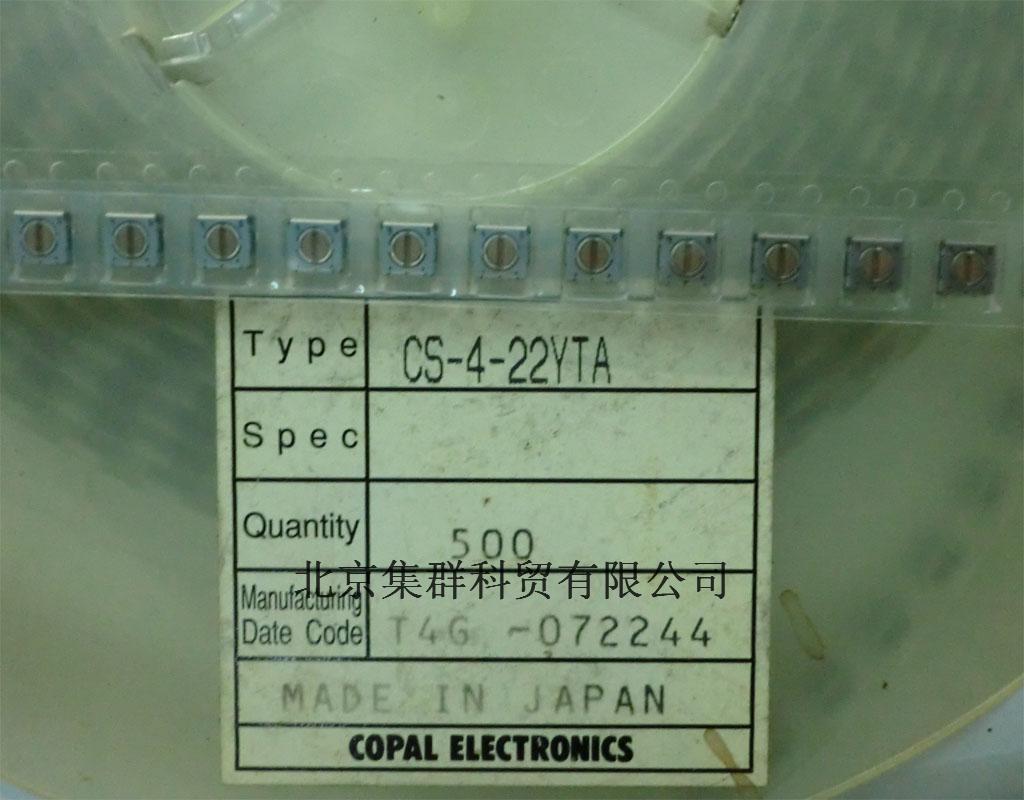 Type CS-4-22YTA
Spec
Quantity 500
北京集群科贸有限公司
Manufacturing
Date Code T4G -072244
MADE IN JAPAN
COPAL ELECTRONICS